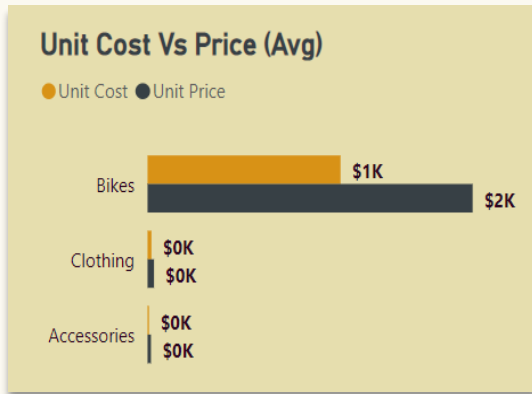 Unit Cost Vs Price (Avg)
Unit Cost Unit Price
Bikes $1K
$2K
Clothing $0K
$0K
Accessories $0K
$0K